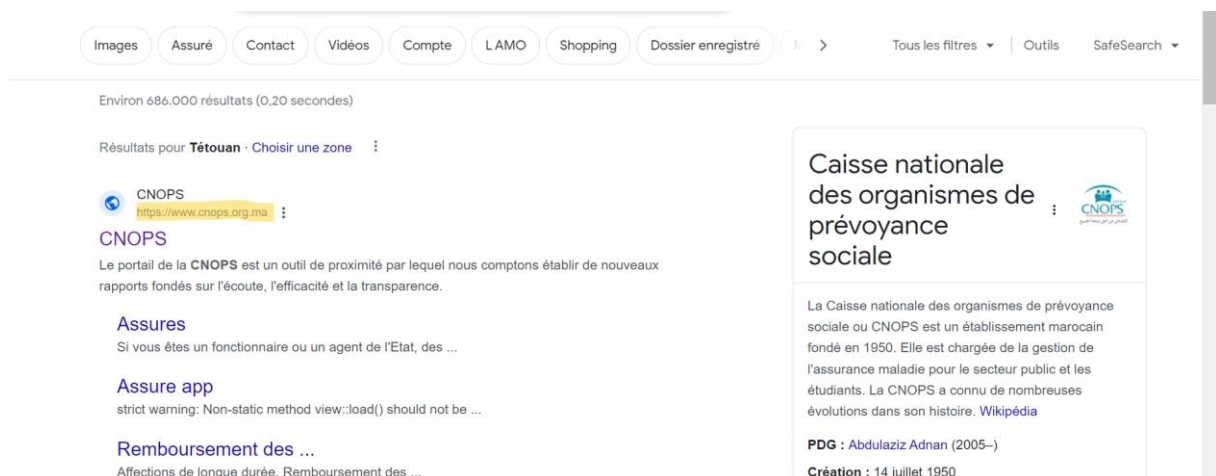 Images Assuré Contact Vidéos Compte L AMO Shopping Dossier enregistré Tous les filtres Outils SafeSearch
Environ 686.000 résultats (0,20 secondes)
Résultats pour Tétouan · Choisir une zone
CNOPS
https://www.cnops.org.ma
CNOPS
Le portail de la CNOPS est un outil de proximité par lequel nous comptons établir de nouveaux
rapports fondés sur l'écoute, l'efficacité et la transparence.
Assures
Si vous êtes un fonctionnaire ou un agent de l'Etat, des ...
Assure app
strict warning: Non-static method view::load() should not be ...
Remboursement des ...
Affections de longue durée. Remboursement des ...
Caisse nationale
des organismes de
prévoyance
sociale
CNOPS
La Caisse nationale des organismes de prévoyance
sociale ou CNOPS est un établissement marocain
fondé en 1950. Elle est chargée de la gestion de
l'assurance maladie pour le secteur public et les
étudiants. La CNOPS a connu de nombreuses
évolutions dans son histoire. Wikipédia
PDG : Abdulaziz Adnan (2005–)
Création : 14 juillet 1950